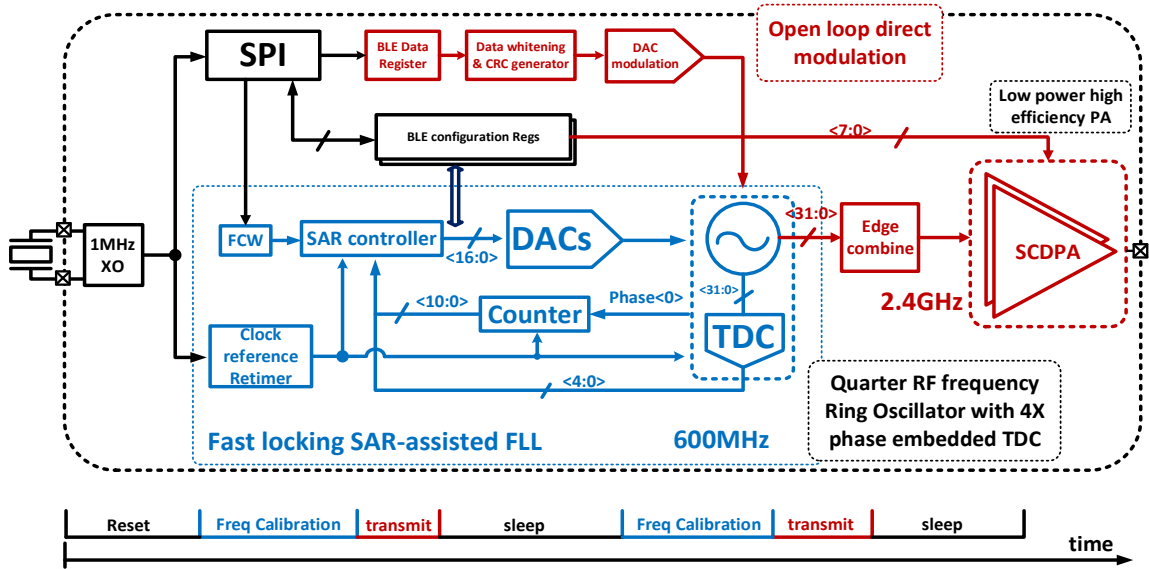 SPI
BLE Data
Register
Data whitening
& CRC generator
DAC
modulation
Open loop direct
modulation
Low power high
efficiency PA
BLE configuration Regs
<7:0>
1MHz
XO
FCW
SAR controller
<16:0>
DACs
<31:0>
Edge
combine
SCDPA
2.4GHz
<10:0>
Counter
Phase<0>
<31:0>
TDC
Clock
reference
Retimer
<4:0>
Fast locking SAR-assisted FLL
600MHz
Quarter RF frequency
Ring Oscillator with 4X
phase embedded TDC
Reset
Freq Calibration
transmit
sleep
Freq Calibration
transmit
sleep
time